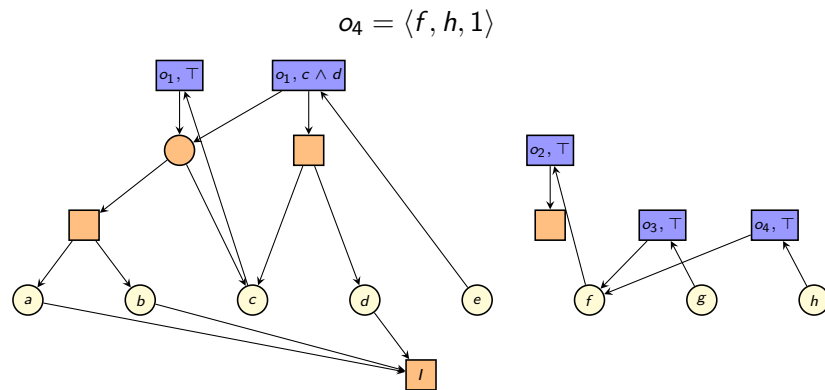 o₄ = ⟨f, h, 1⟩
o₁, ⊤
o₁, c ∧ d
o₂, ⊤
o₃, ⊤
o₄, ⊤
a
b
c
d
e
f
g
h
I